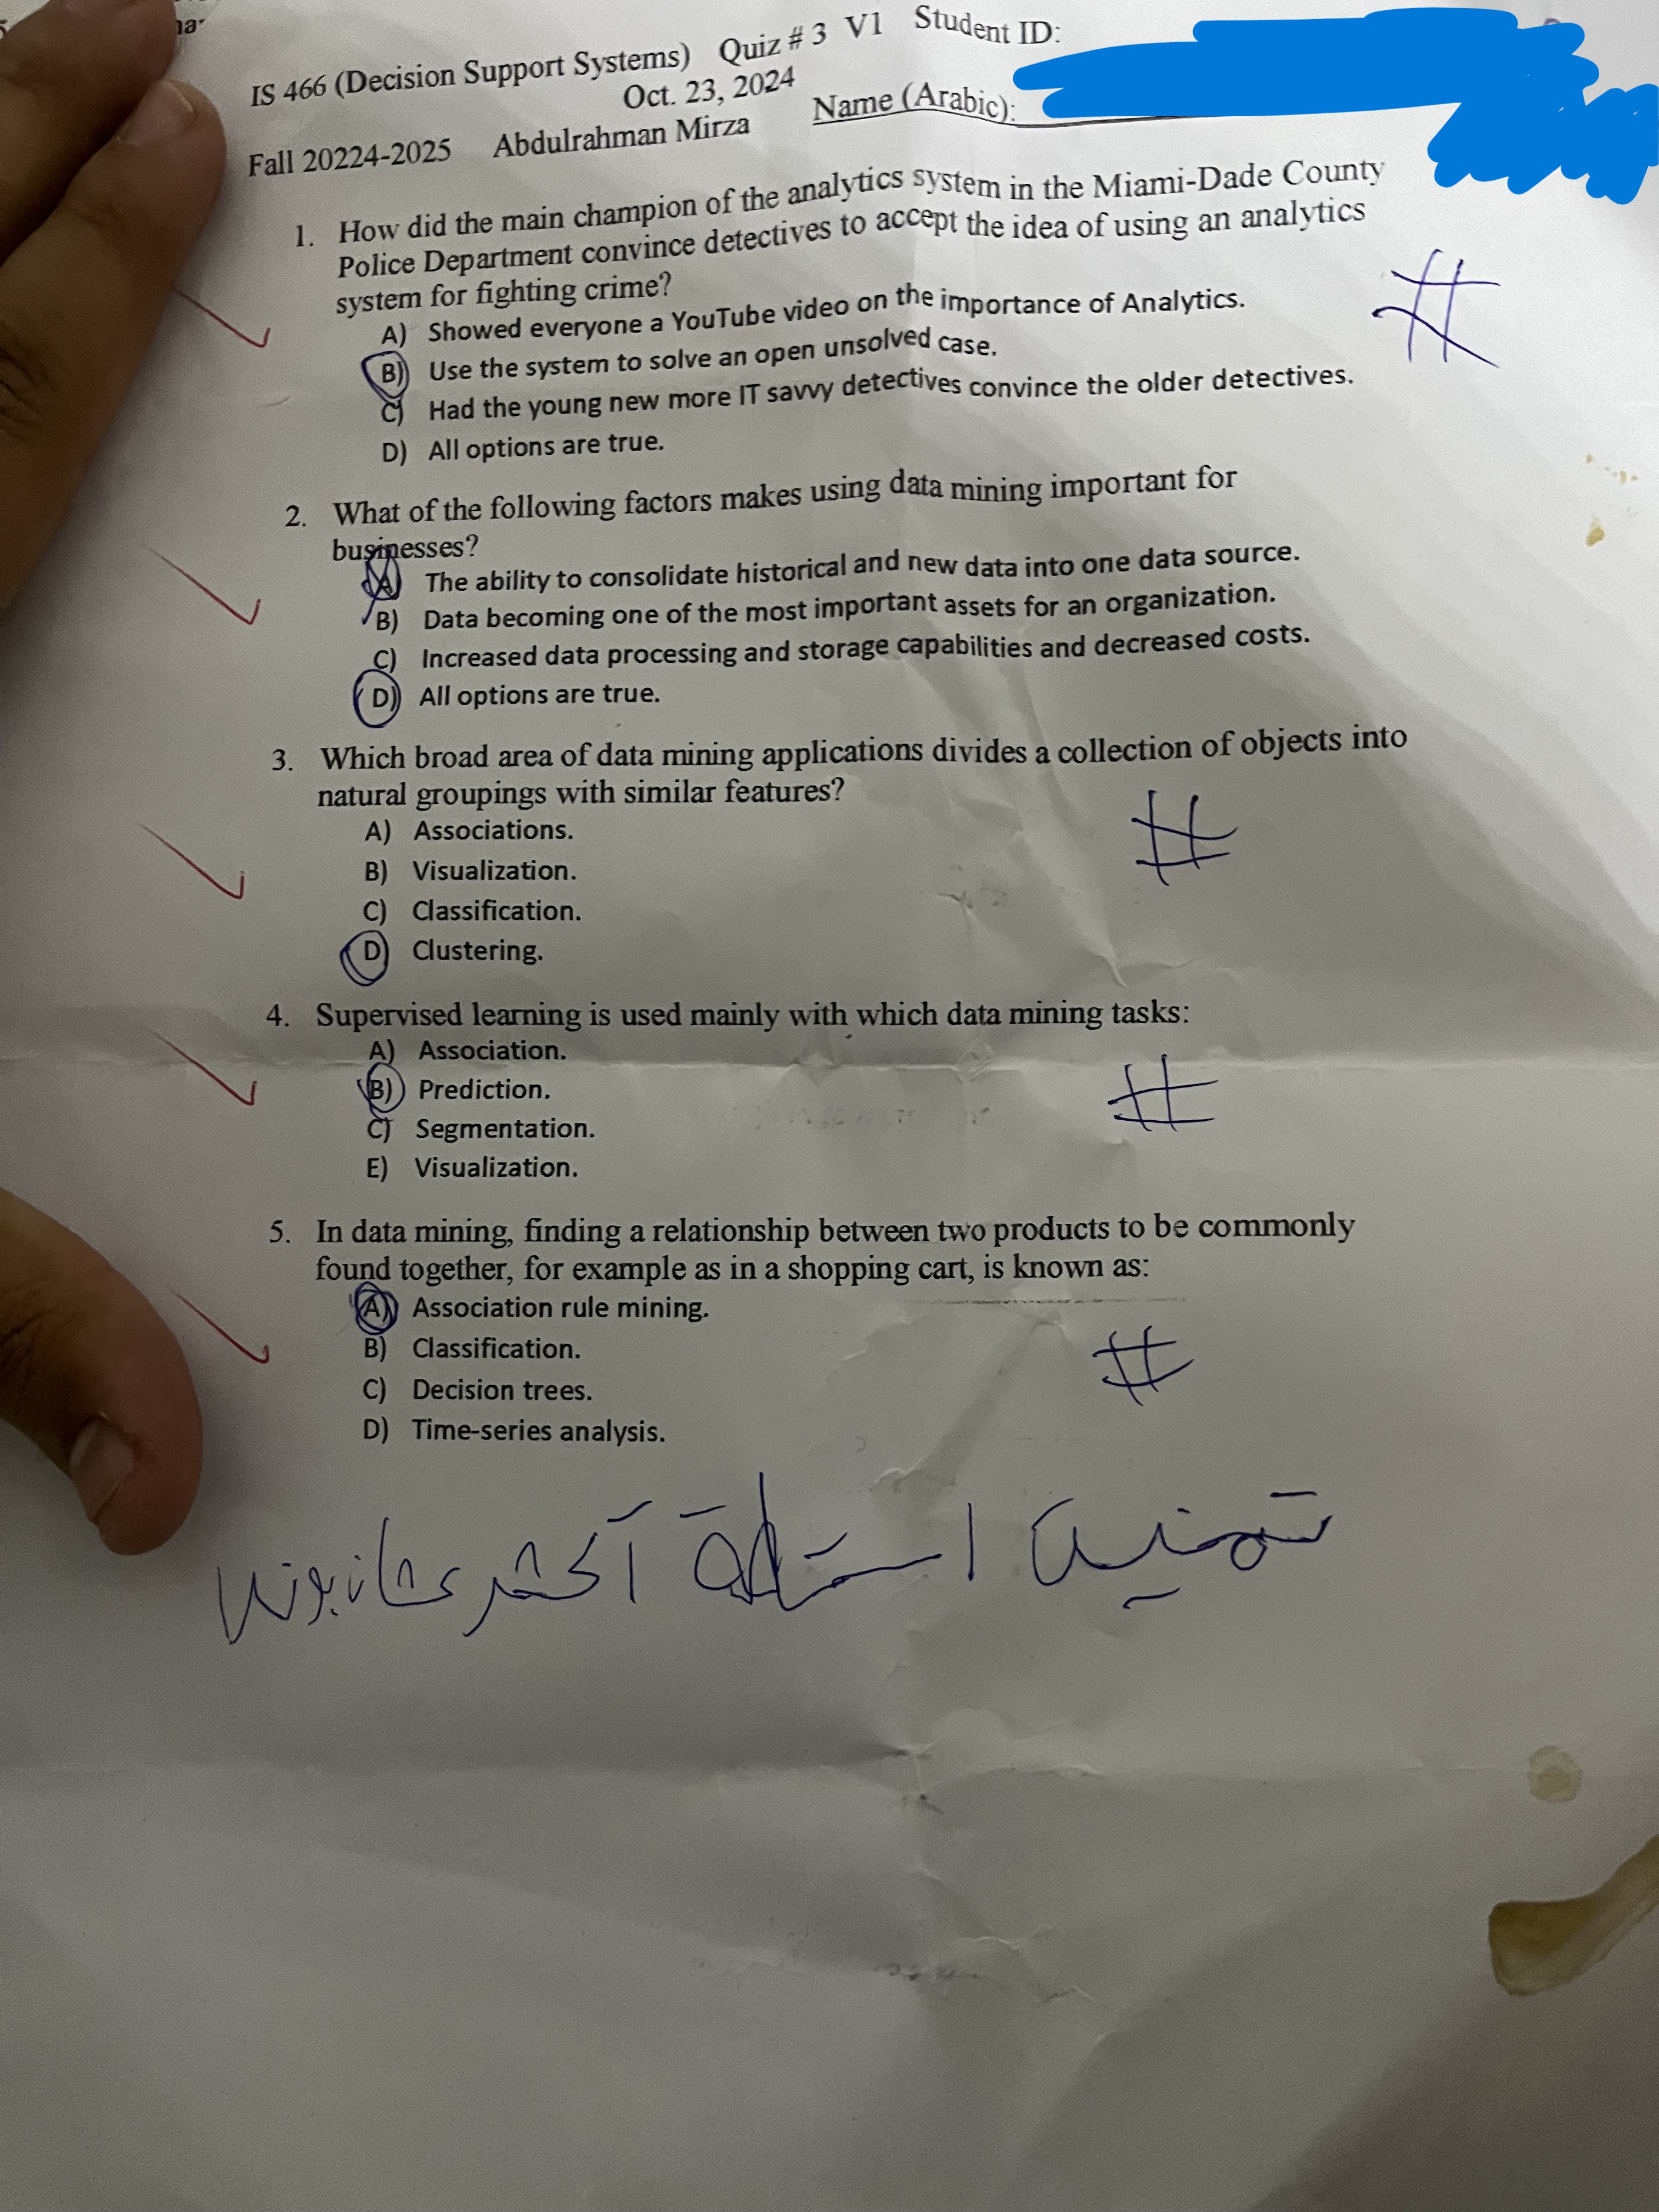 IS 466 (Decision Support Systems) Quiz # 3 V1 Student ID:
Oct. 23, 2024
Fall 20224-2025 Abdulrahman Mirza Name (Arabic):
1. How did the main champion of the analytics system in the Miami-Dade County
Police Department convince detectives to accept the idea of using an analytics
system for fighting crime?
A) Showed everyone a YouTube video on the importance of Analytics.
B) Use the system to solve an open unsolved case.
C) Had the young new more IT savvy detectives convince the older detectives.
D) All options are true.
2. What of the following factors makes using data mining important for
businesses?
A) The ability to consolidate historical and new data into one data source.
B) Data becoming one of the most important assets for an organization.
C) Increased data processing and storage capabilities and decreased costs.
D) All options are true.
3. Which broad area of data mining applications divides a collection of objects into
natural groupings with similar features?
#
A) Associations.
B) Visualization.
C) Classification.
D) Clustering.
4. Supervised learning is used mainly with which data mining tasks:
A) Association.
B) Prediction.
#
C) Segmentation.
E) Visualization.
5. In data mining, finding a relationship between two products to be commonly
found together, for example as in a shopping cart, is known as:
A) Association rule mining.
B) Classification.
#
C) Decision trees.
D) Time-series analysis.